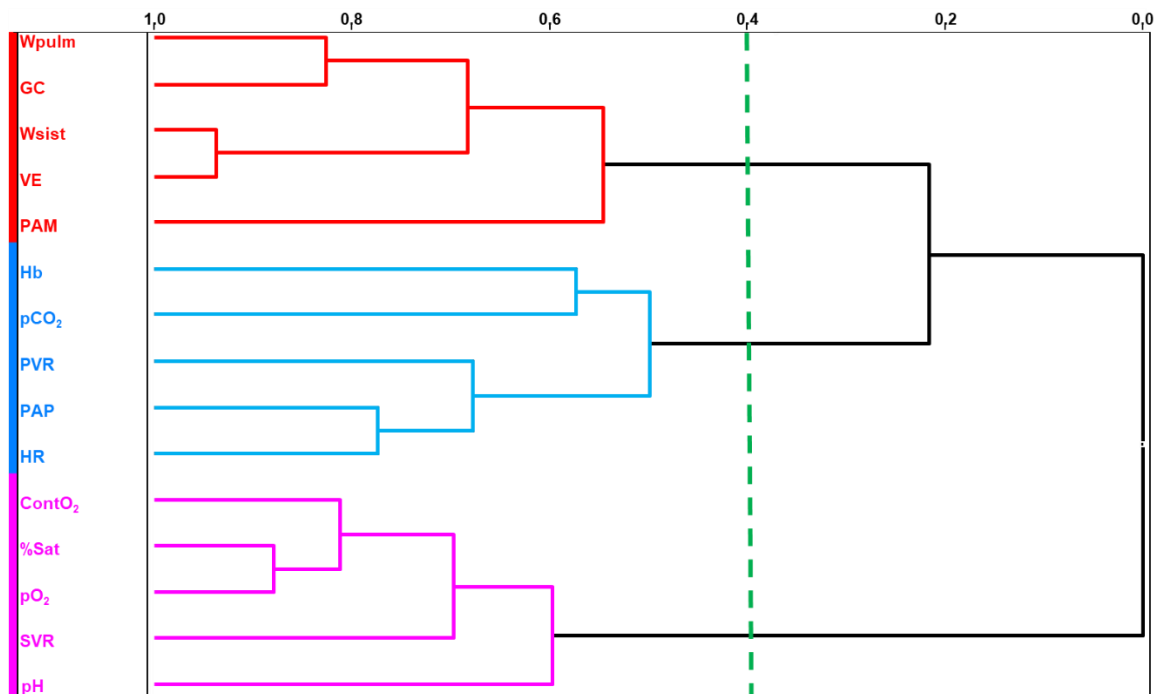 1,0 0,8 0,6 0,4 0,2 0,0
Wpulm
GC
Wsist
VE
PAM
Hb
pCO₂
PVR
PAP
HR
ContO₂
%Sat
pO₂
SVR
pH